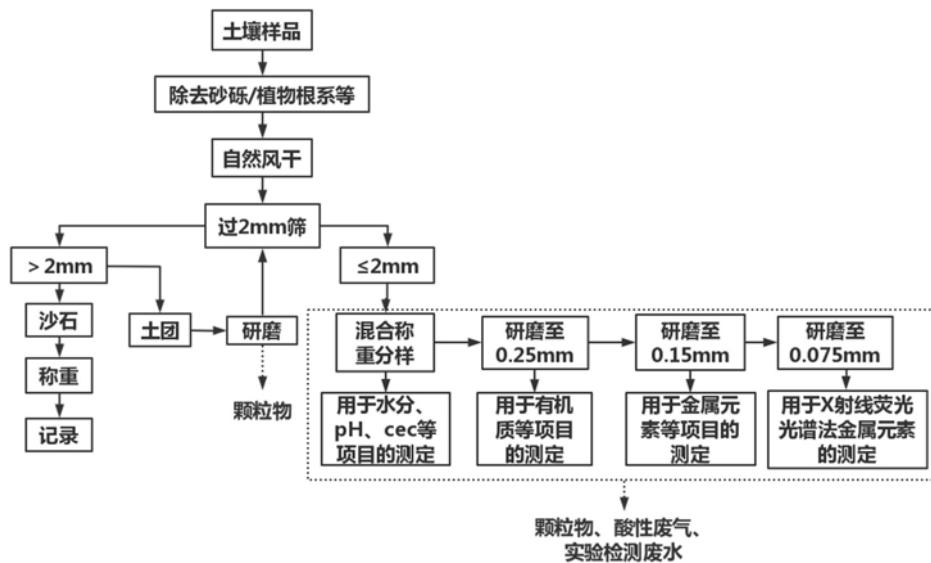 土壤样品
除去砂砾/植物根系等
自然风干
过2mm筛
＞2mm
≤2mm
沙石
土团
研磨
混合称
重分样
研磨至
0.25mm
研磨至
0.15mm
研磨至
0.075mm
称重
颗粒物
用于水分、
pH、cec等
项目的测定
用于有机
质等项目
的测定
用于金属元
素等项目的
测定
用于X射线荧光
光谱法金属元素
的测定
记录
颗粒物、酸性废气、
实验检测废水